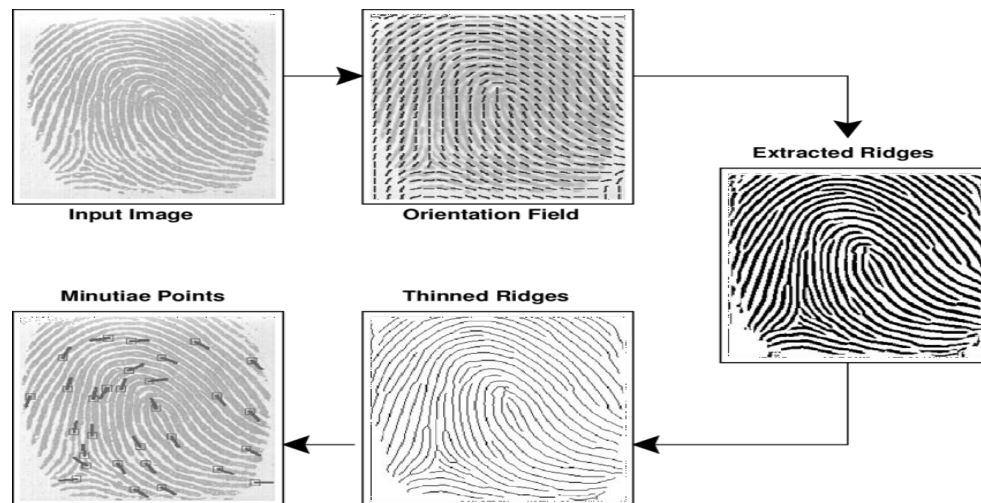 Input Image
Orientation Field
Extracted Ridges
Thinned Ridges
Minutiae Points